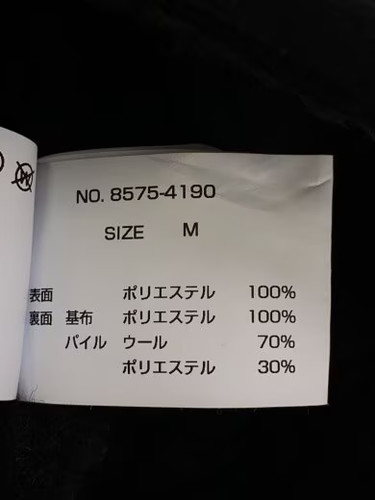 NO. 8575-4190
SIZE M
表面 ポリエステル 100%
裏面 基布 ポリエステル 100%
パイル ウール 70%
ポリエステル 30%